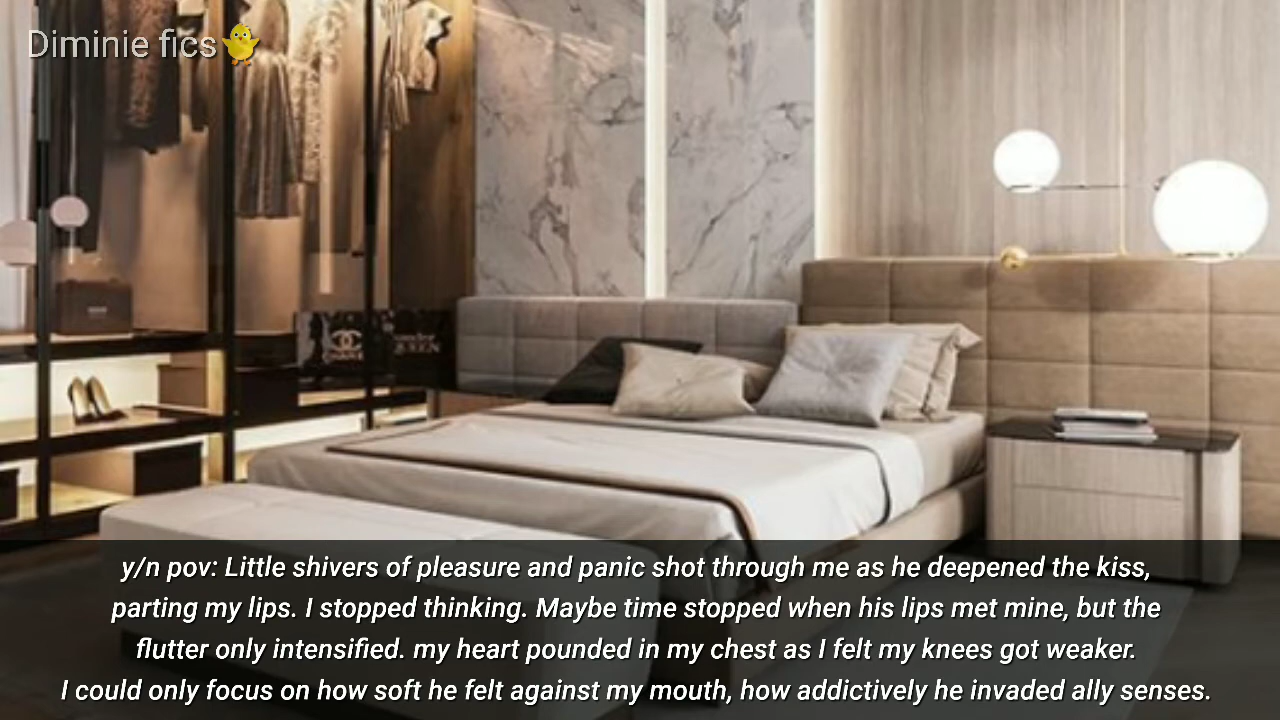 Diminie fics🐥
CHANEL
QUEEN
y/n pov: Little shivers of pleasure and panic shot through me as he deepened the kiss,
parting my lips. I stopped thinking. Maybe time stopped when his lips met mine, but the
flutter only intensified. my heart pounded in my chest as I felt my knees got weaker.
I could only focus on how soft he felt against my mouth, how addictively he invaded ally senses.